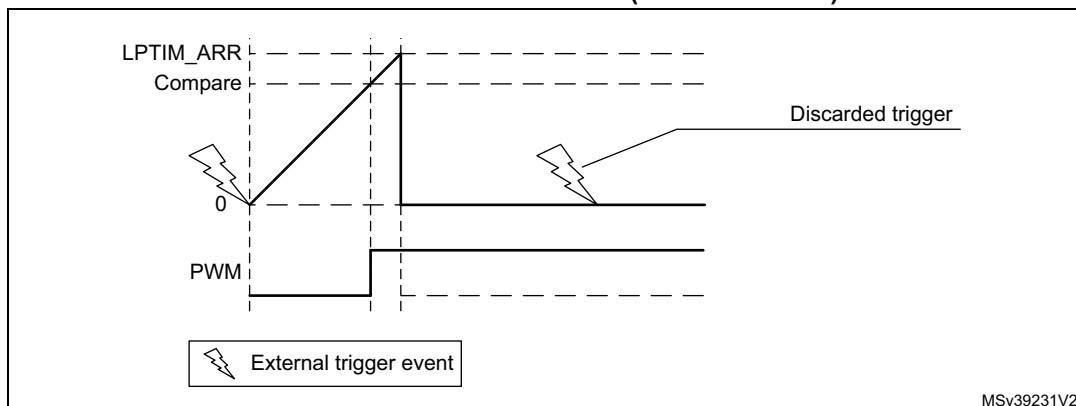 LPTIM_ARR
Compare
Discarded trigger
0
PWM
External trigger event
MSv39231V2